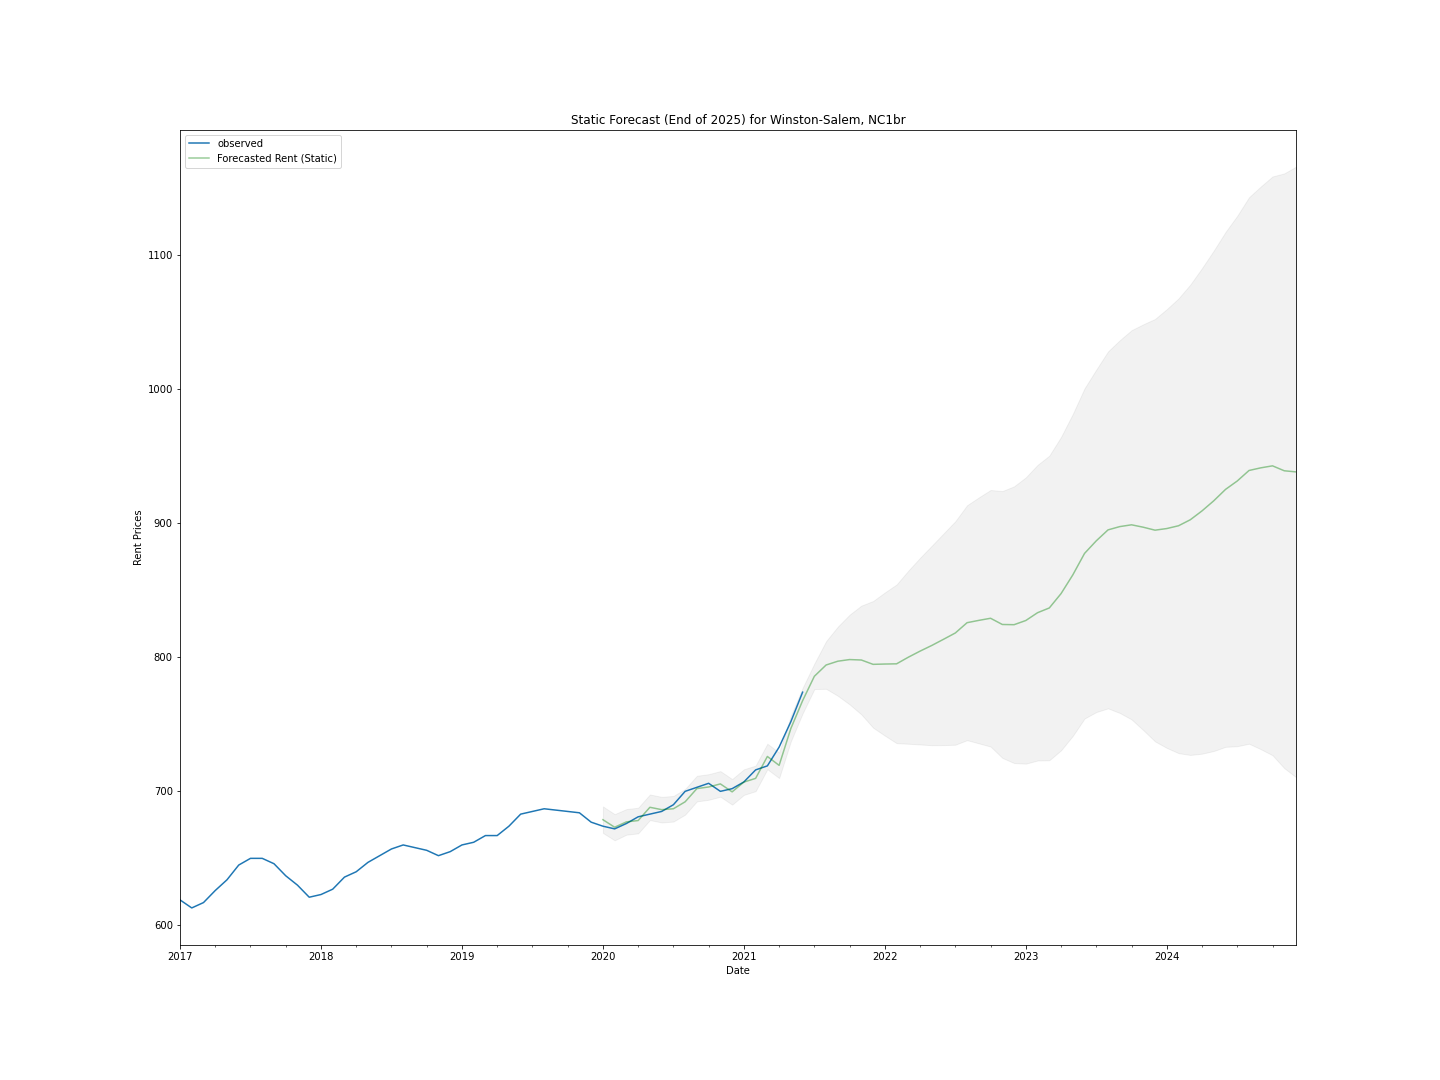 Static Forecast (End of 2025) for Winston-Salem, NC1br
observed
Forecasted Rent (Static)
1100
1000
900
800
700
600
Rent Prices
2017 2018 2019 2020 2021 2022 2023 2024
Date